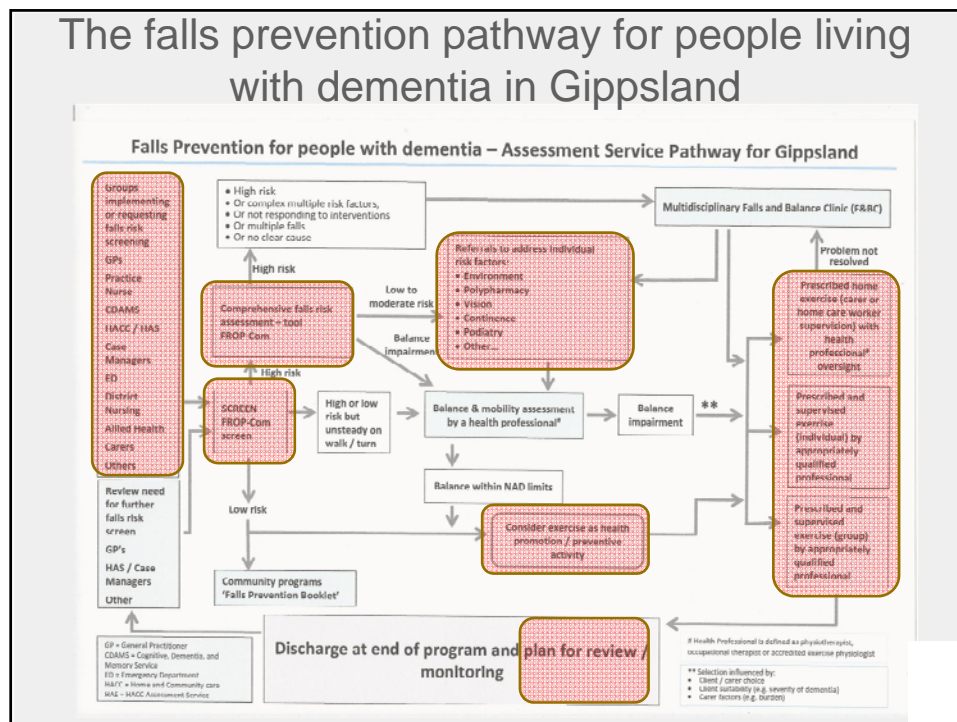 The falls prevention pathway for people living
with dementia in Gippsland
Falls Prevention for people with dementia – Assessment Service Pathway for Gippsland
Groups
implementing
or requesting
falls risk
screening
GPs
Practice
Nurse
CDAMS
HACC / HAS
Case
Managers
ED
District
Nursing
Allied Health
Carers
Others
Review need
for further
falls risk
screen
GP's
HAS / Case
Managers
Other
• High risk
• Or complex multiple risk factors,
• Or not responding to interventions
• Or multiple falls
• Or no clear cause
High risk
Comprehensive falls risk
assessment – tool
FROP-Com
High risk
SCREEN
FROP-Com
screen
Low risk
Community programs
'Falls Prevention Booklet'
Low to
moderate risk
Balance
impairment
High or low
risk but
unsteady on
walk / turn
Referrals to address individual
risk factors:
• Environment
• Polypharmacy
• Vision
• Continence
• Podiatry
• Other...
Balance & mobility assessment
by a health professional#
Balance within NAD limits
Consider exercise as health
promotion / preventive
activity
Balance
impairment
**
Multidisciplinary Falls and Balance Clinic (F&BC)
Problem not
resolved
Prescribed home
exercise (carer or
home care worker
supervision) with
health
professional#
oversight
Prescribed and
supervised
exercise
(individual) by
appropriately
qualified
professional
Prescribed and
supervised
exercise (group)
by appropriately
qualified
professional
Discharge at end of program and plan for review /
monitoring
GP = General Practitioner
CDAMS = Cognitive, Dementia, and
Memory Service
ED = Emergency Department
HACC = Home and Community care
HAS – HACC Assessment Service
# Health Professional is defined as physiotherapist,
occupational therapist or accredited exercise physiologist
** Selection influenced by:
• Client / carer choice
• Client suitability (e.g. severity of dementia)
• Carer factors (e.g. burden)